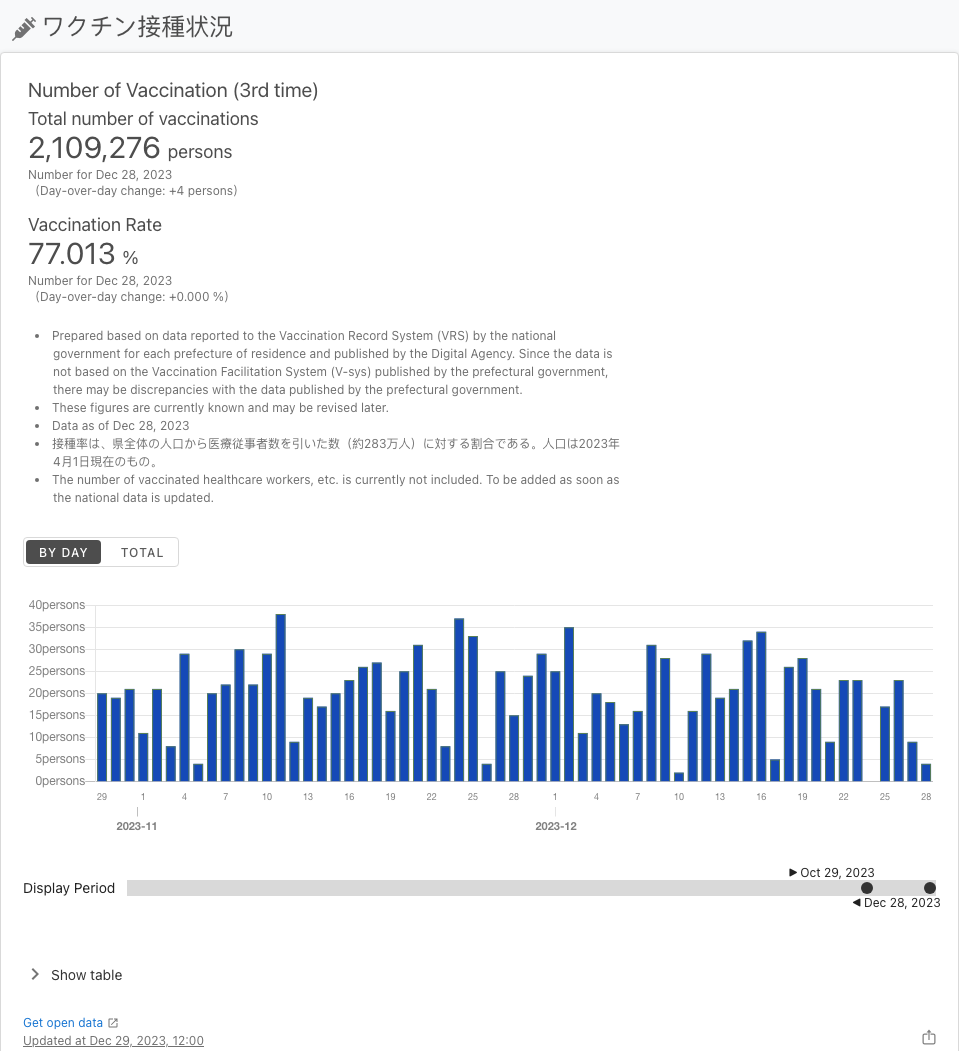 ワクチン接種状況
Number of Vaccination (3rd time)
Total number of vaccinations
2,109,276 persons
Number for Dec 28, 2023
(Day-over-day change: +4 persons)
Vaccination Rate
77.013 %
Number for Dec 28, 2023
(Day-over-day change: +0.000 %)
• Prepared based on data reported to the Vaccination Record System (VRS) by the national
government for each prefecture of residence and published by the Digital Agency. Since the data is
not based on the Vaccination Facilitation System (V-sys) published by the prefectural government,
there may be discrepancies with the data published by the prefectural government.
• These figures are currently known and may be revised later.
• Data as of Dec 28, 2023
• 接種率は、県全体の人口から医療従事者数を引いた数（約283万人）に対する割合である。人口は2023年
4月1日現在のもの。
• The number of vaccinated healthcare workers, etc. is currently not included. To be added as soon as
the national data is updated.
BY DAY TOTAL
40persons
35persons
30persons
25persons
20persons
15persons
10persons
5persons
0persons
29 1 4 7 10 13 16 19 22 25 28 1 4 7 10 13 16 19 22 25 28
2023-11 2023-12
Oct 29, 2023
Display Period
Dec 28, 2023
Show table
Get open data
Updated at Dec 29, 2023, 12:00